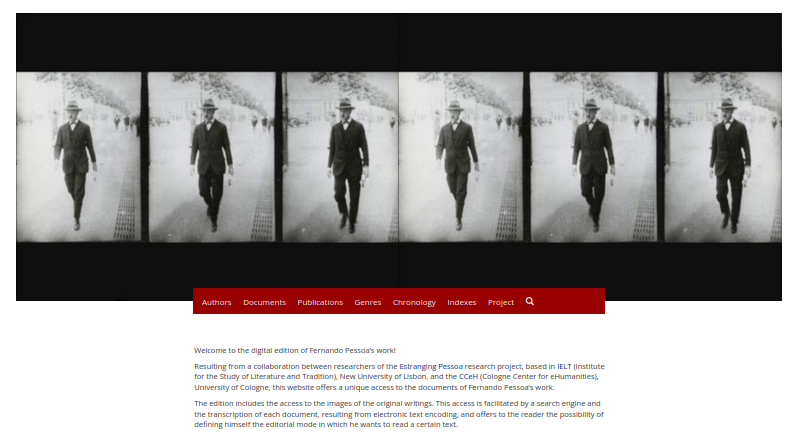 Authors Documents Publications Genres Chronology Indexes Project
Welcome to the digital edition of Fernando Pessoa's work!
Resulting from a collaboration between researchers of the Estranging Pessoa research project, based in IELT (Institute
for the Study of Literature and Tradition), New University of Lisbon, and the CCeH (Cologne Center for eHumanities),
University of Cologne, this website offers a unique access to the documents of Fernando Pessoa's work.
The edition includes the access to the images of the original writings. This access is facilitated by a search engine and
the transcription of each document, resulting from electronic text encoding, and offers to the reader the possibility of
defining himself the editorial mode in which he wants to read a certain text.